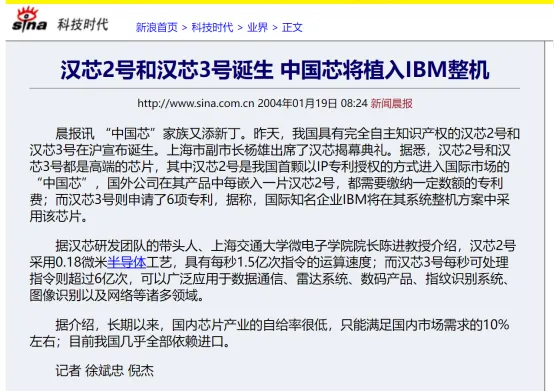 sina 科技时代 新浪首页 > 科技时代 > 业界 > 正文
汉芯2号和汉芯3号诞生 中国芯将植入IBM整机
http://www.sina.com.cn 2004年01月19日 08:24 新闻晨报
晨报讯 “中国芯”家族又添新丁。昨天，我国具有完全自主知识产权的汉芯2号和
汉芯3号在沪宣布诞生。上海市副市长杨雄出席了汉芯揭幕典礼。据悉，汉芯2号和汉
芯3号都是高端的芯片，其中汉芯2号是我国首颗以IP专利授权的方式进入国际市场的
“中国芯”，国外公司在其产品中每嵌入一片汉芯2号，都需要缴纳一定数额的专利
费；而汉芯3号则申请了6项专利，据称，国际知名企业IBM将在其系统整机方案中采
用该芯片。
据汉芯研发团队的带头人、上海交通大学微电子学院院长陈进教授介绍，汉芯2号
采用0.18微米半导体工艺，具有每秒1.5亿次指令的运算速度；而汉芯3号每秒可处理
指令则超过6亿次，可以广泛应用于数据通信、雷达系统、数码产品、指纹识别系统、
图像识别以及网络等诸多领域。
据介绍，长期以来，国内芯片产业的自给率很低，只能满足国内市场需求的10%
左右；目前我国几乎全部依赖进口。
记者 徐斌忠 倪杰